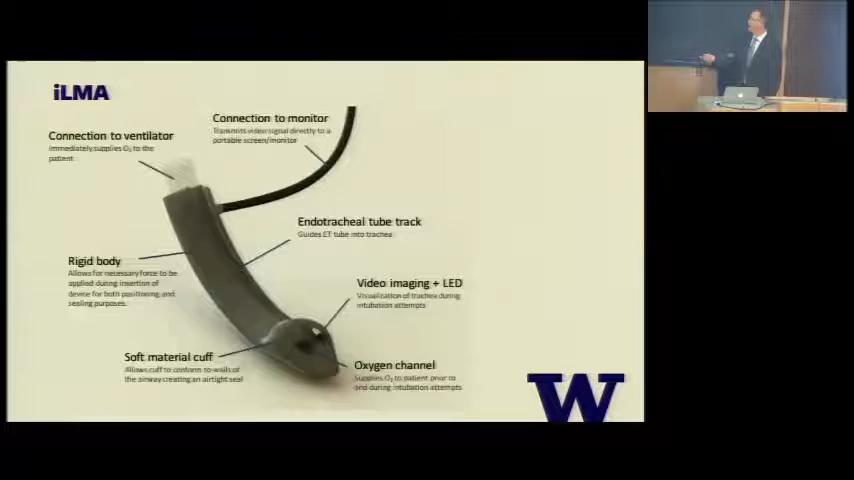 iLMA
Connection to ventilator
Immediately supplies O₂ to the
patient
Connection to monitor
Transmits video signal directly to a
portable screen/monitor
Endotracheal tube track
Guides ET tube into trachea
Rigid body
Allows for necessary force to be
applied during insertion of
device for both positioning and
sealing purposes.
Video imaging + LED
Visualization of trachea during
intubation attempts
Soft material cuff
Allows cuff to conform to walls of
the airway creating an airtight seal
Oxygen channel
Supplies O₂ to patient prior to
and during intubation attempts
W